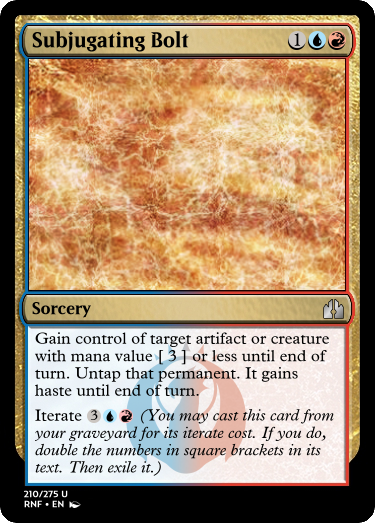 Subjugating Bolt 1
Sorcery
Gain control of target artifact or creature
with mana value [ 3 ] or less until end of
turn. Untap that permanent. It gains
haste until end of turn.
Iterate 3 (You may cast this card from
your graveyard for its iterate cost. If you do,
double the numbers in square brackets in
its text. Then exile it.)
210/275 U
RNF • EN